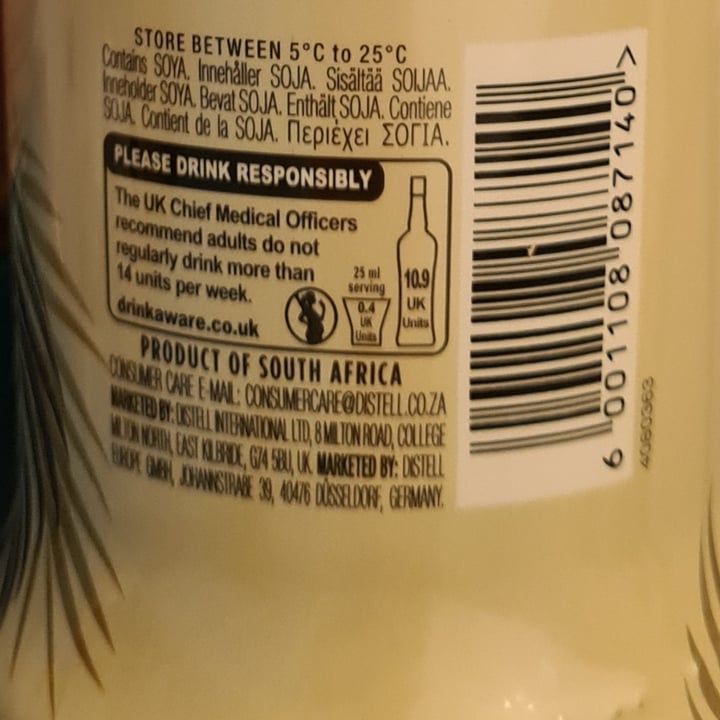 STORE BETWEEN 5°C to 25°C
Contains SOYA. Innehåller SOJA. Sisältää SOIJAA.
Inneholder SOYA. Bevat SOJA. Enthält SOJA. Contiene
SOJA. Contient de la SOJA. Περιέχει ΣΟΓΙΑ.
PLEASE DRINK RESPONSIBLY
The UK Chief Medical Officers
recommend adults do not
regularly drink more than
14 units per week.
drinkaware.co.uk
25 ml
serving
0.4
UK
Units
10.9
UK
Units
PRODUCT OF SOUTH AFRICA
CONSUMER CARE E-MAIL: CONSUMERCARE@DISTELL.CO.ZA
MARKETED BY: DISTELL INTERNATIONAL LTD, 8 MILTON ROAD, COLLEGE
MILTON NORTH, EAST KILBRIDE, G74 5BU, UK. MARKETED BY: DISTELL
EUROPE GMBH, JOHANNSTRAßE 39, 40476 DÜSSELDORF, GERMANY.
6 001108 087140 >
4080363